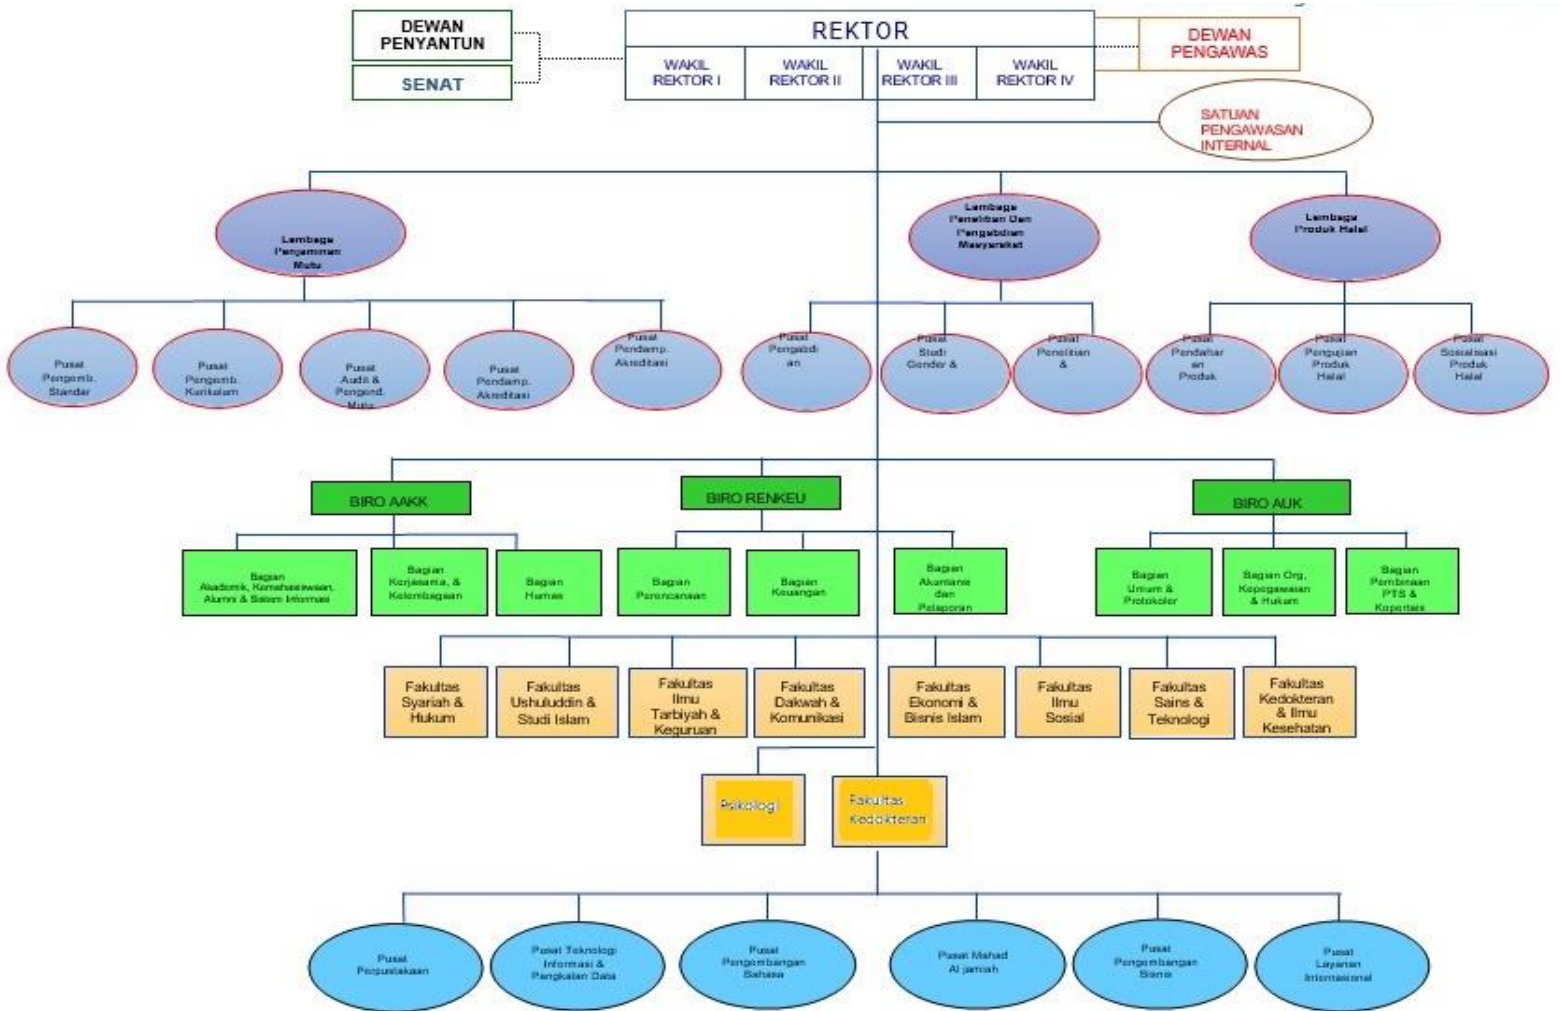 DEWAN
PENYANTUN
SENAT
REKTOR
WAKIL
REKTOR I
WAKIL
REKTOR II
WAKIL
REKTOR III
WAKIL
REKTOR IV
DEWAN
PENGAWAS
SATUAN
PENGAWASAN
INTERNAL
Lembaga
Penjaminan
Mutu
Lembaga
Penelitian Dan
Pengabdian
Masyarakat
Lembaga
Produk Halal
Pusat
Pengemb.
Standar
Pusat
Pengemb.
Kurikulum
Pusat
Audit &
Pengend.
Mutu
Pusat
Pendamp.
Akreditasi
Pusat
Pendamp.
Akreditasi
Pusat
Pengabdi
an
Pusat
Studi
Gender &
Pusat
Penelitian
&
Pusat
Pendaftar
an
Produk
Pusat
Pengujian
Produk
Halal
Pusat
Sosialisasi
Produk
Halal
BIRO AAKK
BIRO RENKEU
BIRO AUK
Bagian
Akademik, Kemahasiswaan,
Alumni & Sistem Informasi
Bagian
Kerjasama, &
Kelembagaan
Bagian
Humas
Bagian
Perencanaan
Bagian
Keuangan
Bagian
Akuntansi
dan
Pelaporan
Bagian
Umum &
Protokoler
Bagian Org,
Kepegawaian
& Hukum
Bagian
Pembinaan
PTS &
Kopertais
Fakultas
Syariah &
Hukum
Fakultas
Ushuluddin &
Studi Islam
Fakultas
Ilmu
Tarbiyah &
Keguruan
Fakultas
Dakwah &
Komunikasi
Fakultas
Ekonomi &
Bisnis Islam
Fakultas
Ilmu
Sosial
Fakultas
Sains &
Teknologi
Fakultas
Kedokteran
& Ilmu
Kesehatan
Psikologi
Fakultas
Kedokteran
Pusat
Perpustakaan
Pusat Teknologi
Informasi &
Pangkalan Data
Pusat
Pengembangan
Bahasa
Pusat Mahad
Al jamiah
Pusat
Pengembangan
Bisnis
Pusat
Layanan
Internasional